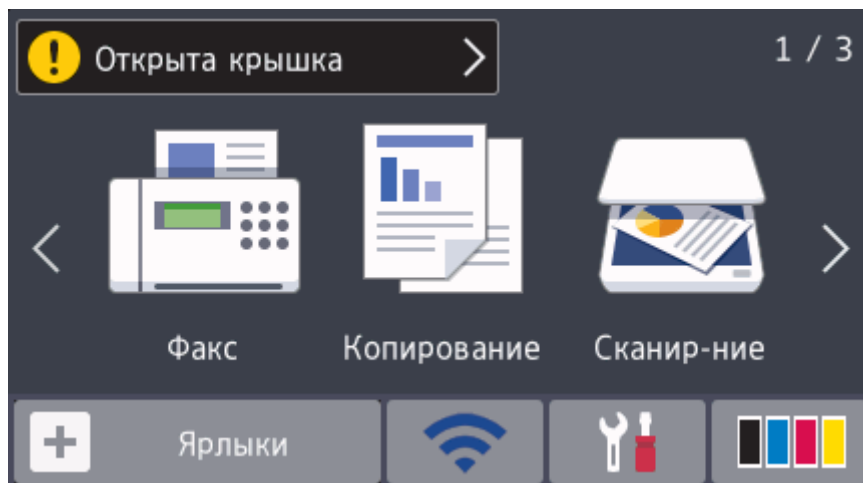 Открыта крышка
1 / 3
Факс
Копирование
Сканир-ние
Ярлыки